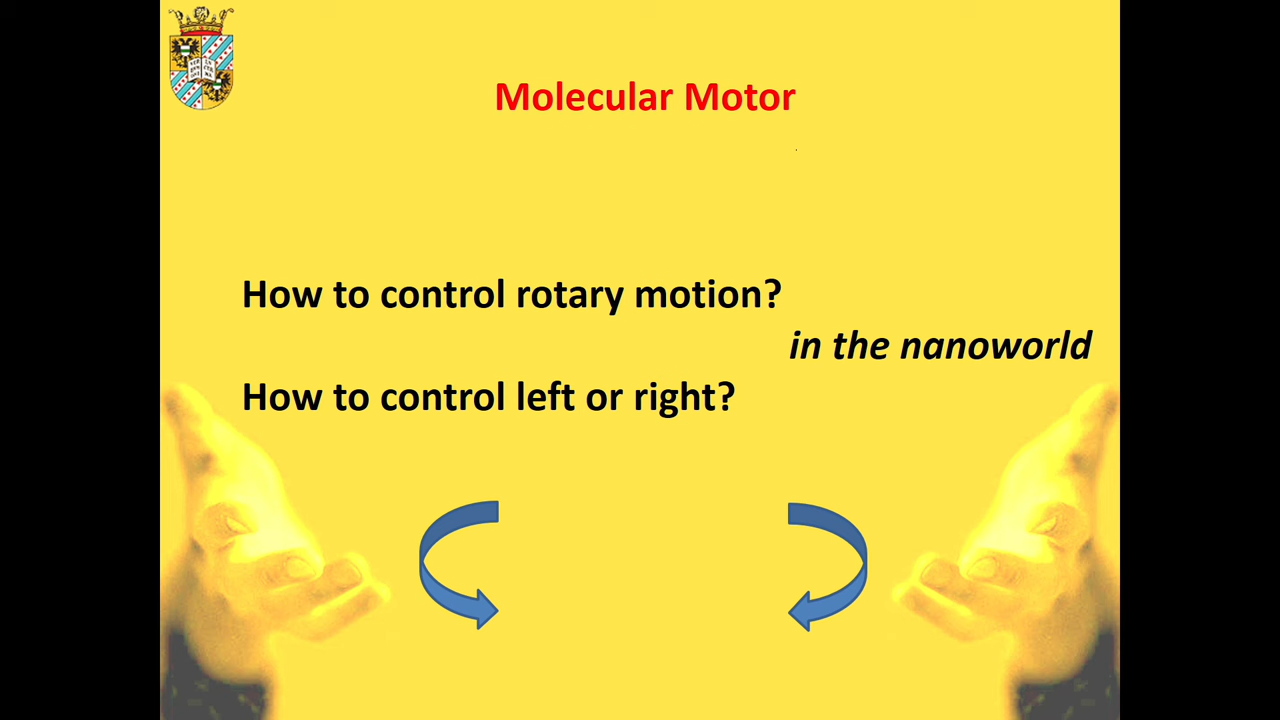 Molecular Motor
How to control rotary motion?
in the nanoworld
How to control left or right?